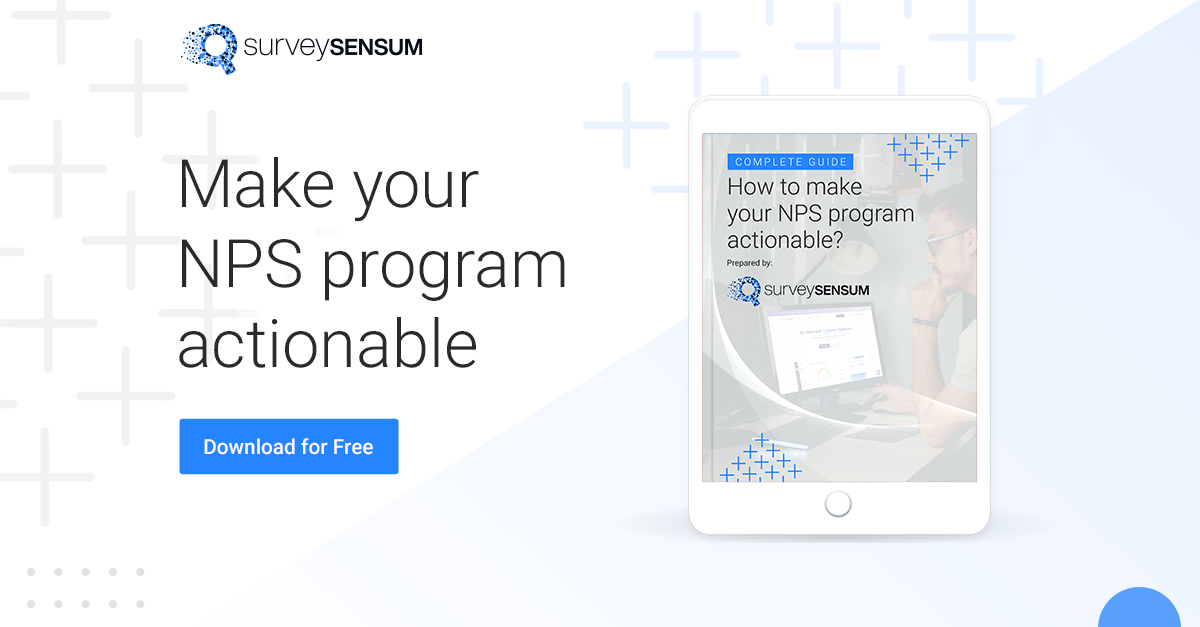 surveySENSUM
Make your
NPS program
actionable
Download for Free
COMPLETE GUIDE
How to make
your NPS program
actionable?
Prepared by:
surveySENSUM